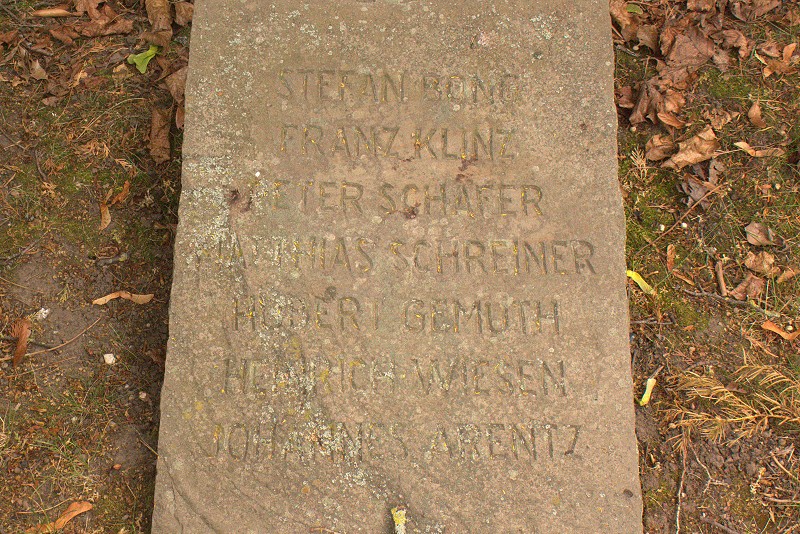 STEFAN BONG
FRANZ KLINZ
PETER SCHÄFER
MATTHIAS SCHREINER
HUBERT GEMUTH
HEINRICH WIESEN
JOHANNES ARENTZ